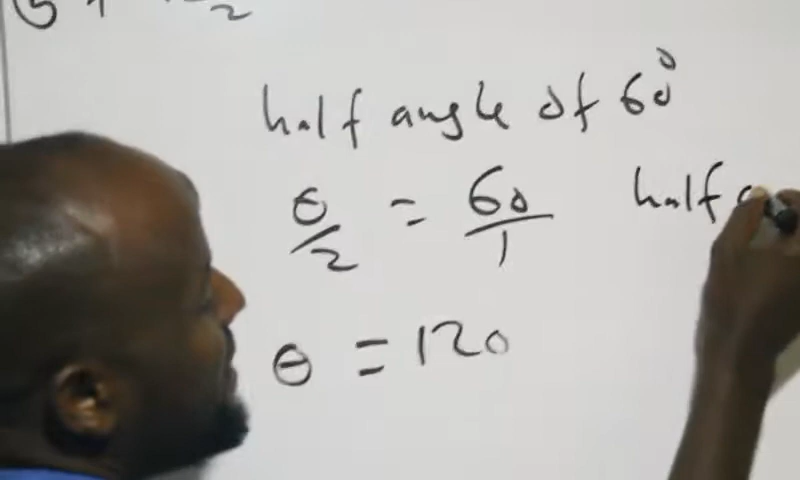 half angle of 60°
θ/2 = 60/1 half
θ = 120